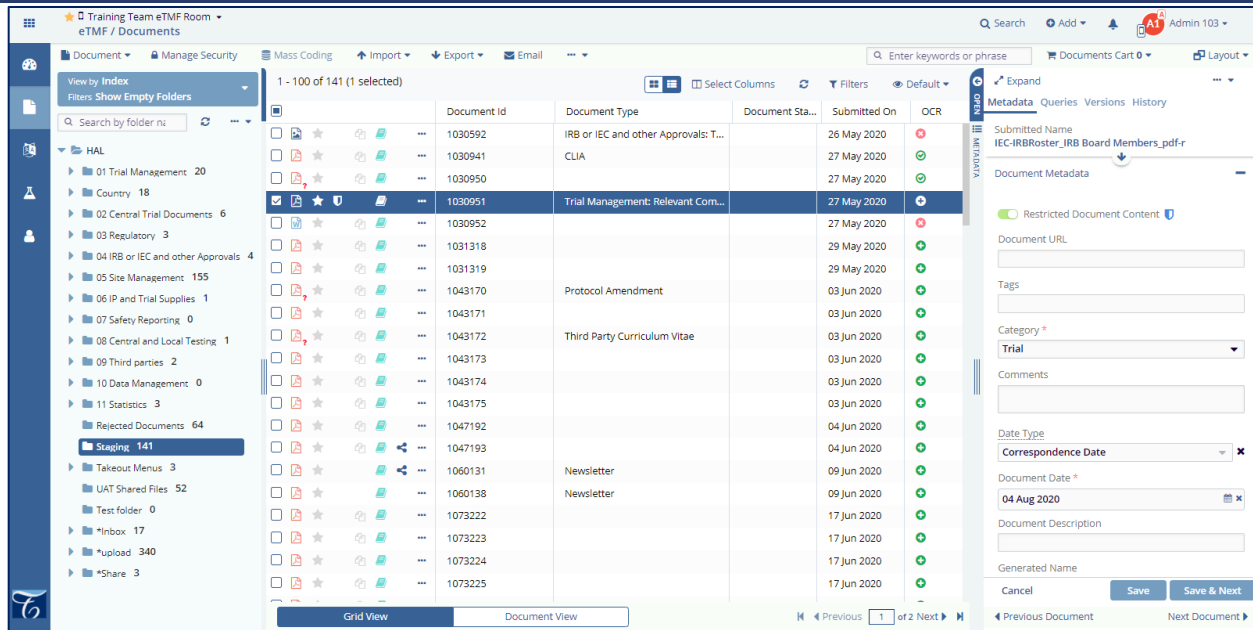 Training Team eTMF Room
eTMF / Documents
Search
Add
A
A1
Admin 103
Document
Manage Security
Mass Coding
Import
Export
Email
Enter keywords or phrase
Documents Cart 0
Layout
View by Index
Filters Show Empty Folders
Search by folder na
HAL
01 Trial Management 20
Country 18
02 Central Trial Documents 6
03 Regulatory 3
04 IRB or IEC and other Approvals 4
05 Site Management 155
06 IP and Trial Supplies 1
07 Safety Reporting 0
08 Central and Local Testing 1
09 Third parties 2
10 Data Management 0
11 Statistics 3
Rejected Documents 64
Staging 141
Takeout Menus 3
UAT Shared Files 52
Test folder 0
*Inbox 17
*upload 340
*Share 3
1 - 100 of 141 (1 selected)
Select Columns
Filters
Default
Document Id Document Type Document Sta... Submitted On OCR
1030592 IRB or IEC and other Approvals: T... 26 May 2020
1030941 CLIA 27 May 2020
1030950 27 May 2020
1030951 Trial Management: Relevant Com... 27 May 2020
1030952 27 May 2020
1031318 29 May 2020
1031319 29 May 2020
1043170 Protocol Amendment 03 Jun 2020
1043171 03 Jun 2020
1043172 Third Party Curriculum Vitae 03 Jun 2020
1043173 03 Jun 2020
1043174 03 Jun 2020
1043175 03 Jun 2020
1047192 04 Jun 2020
1047193 04 Jun 2020
1060131 Newsletter 09 Jun 2020
1060138 Newsletter 09 Jun 2020
1073222 17 Jun 2020
1073223 17 Jun 2020
1073224 17 Jun 2020
1073225 17 Jun 2020
Grid View
Document View
Previous 1 of 2 Next
OPEN
METADATA
Expand
Metadata Queries Versions History
Submitted Name
IEC-IRBRoster_IRB Board Members_pdf-r
Document Metadata
Restricted Document Content
Document URL
Tags
Category *
Trial
Comments
Date Type
Correspondence Date
Document Date *
04 Aug 2020
Document Description
Generated Name
Cancel
Save
Save & Next
Previous Document
Next Document